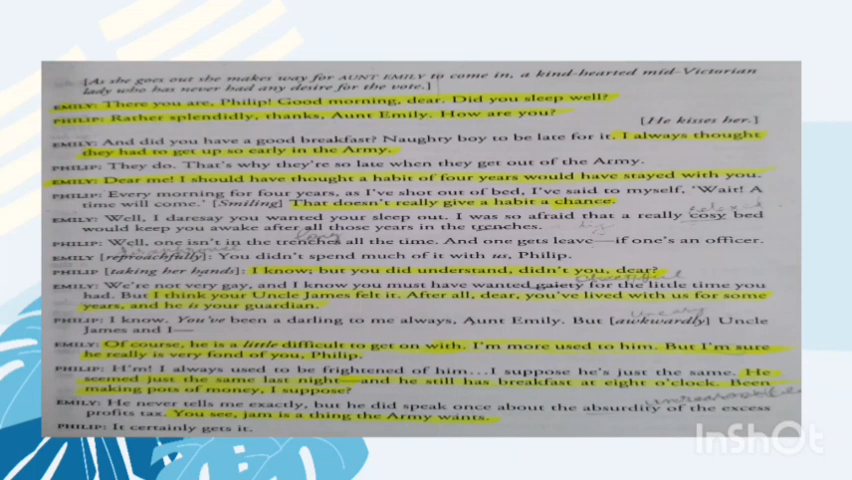 [As she goes out she makes way for AUNT EMILY to come in, a kind-hearted mid-Victorian
lady who has never had any desire for the vote.]
EMILY: There you are, Philip! Good morning, dear. Did you sleep well?
PHILIP: Rather splendidly, thanks, Aunt Emily. How are you?
[He kisses her.]
EMILY: And did you have a good breakfast? Naughty boy to be late for it. I always thought
they had to get up so early in the Army.
PHILIP: They do. That's why they're so late when they get out of the Army.
EMILY: Dear me! I should have thought a habit of four years would have stayed with you.
PHILIP: Every morning for four years, as I've shot out of bed, I've said to myself, 'Wait! A
time will come.' [Smiling] That doesn't really give a habit a chance.
relaxed
EMILY: Well, I daresay you wanted your sleep out. I was so afraid that a really cosy bed
would keep you awake after all those years in the trenches.
PHILIP: Well, one isn't in the trenches all the time. And one gets leave—if one's an officer.
EMILY [reproachfully]: You didn't spend much of it with us, Philip.
PHILIP [taking her hands]: I know; but you did understand, didn't you, dear?
cheerful
EMILY: We're not very gay, and I know you must have wanted gaiety for the little time you
had. But I think your Uncle James felt it. After all, dear, you've lived with us for some
years, and he is your guardian.
PHILIP: I know. You've been a darling to me always, Aunt Emily. But [awkwardly] Uncle
James and I—
EMILY: Of course, he is a little difficult to get on with. I'm more used to him. But I'm sure
he really is very fond of you, Philip.
PHILIP: H'm! I always used to be frightened of him...I suppose he's just the same. He
seemed just the same last night—and he still has breakfast at eight o'clock. Been
making pots of money, I suppose?
EMILY: He never tells me exactly, but he did speak once about the absurdity of the excess
unreasonable
profits tax. You see, jam is a thing the Army wants.
PHILIP: It certainly gets it.
InShOt